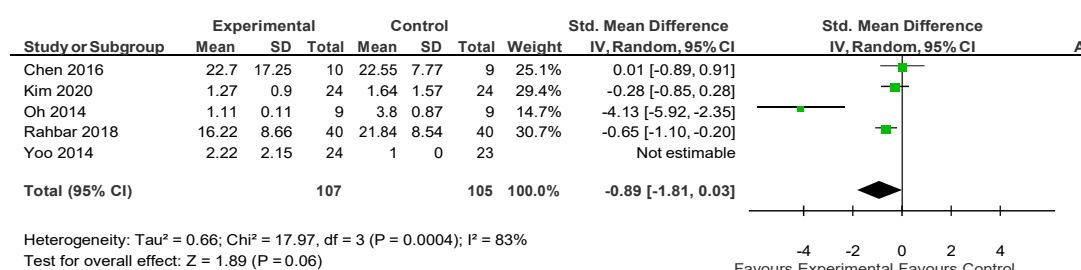 Experimental Control Std. Mean Difference Std. Mean Difference
Study or Subgroup Mean SD Total Mean SD Total Weight IV, Random, 95% CI IV, Random, 95% CI A
Chen 2016 22.7 17.25 10 22.55 7.77 9 25.1% 0.01 [-0.89, 0.91]
Kim 2020 1.27 0.9 24 1.64 1.57 24 29.4% -0.28 [-0.85, 0.28]
Oh 2014 1.11 0.11 9 3.8 0.87 9 14.7% -4.13 [-5.92, -2.35]
Rahbar 2018 16.22 8.66 40 21.84 8.54 40 30.7% -0.65 [-1.10, -0.20]
Yoo 2014 2.22 2.15 24 1 0 23 Not estimable
Total (95% CI) 107 105 100.0% -0.89 [-1.81, 0.03]
Heterogeneity: Tau² = 0.66; Chi² = 17.97, df = 3 (P = 0.0004); I² = 83%
Test for overall effect: Z = 1.89 (P = 0.06)
-4 -2 0 2 4
Favours Experimental Favours Control